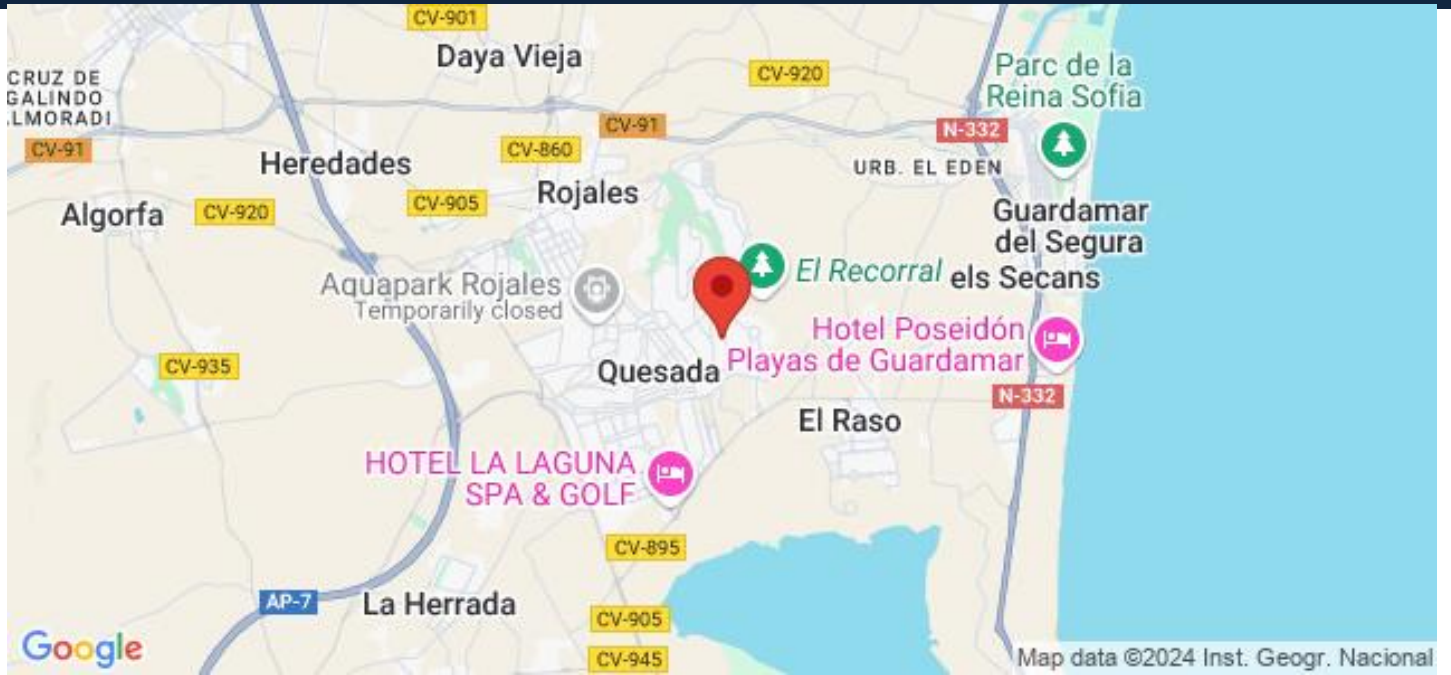 CV-901
Daya Vieja
CV-920
Parc de la
Reina Sofia
CRUZ DE
GALINDO
ALMORADI
CV-91
CV-91
N-332
CV-860
Heredades
URB. EL EDEN
Rojales
Algorfa
CV-920
CV-905
Guardamar
del Segura
El Recorral
els Secans
Aquapark Rojales
Temporarily closed
Hotel Poseidón
Playas de Guardamar
CV-935
Quesada
N-332
El Raso
HOTEL LA LAGUNA
SPA & GOLF
CV-895
AP-7
La Herrada
CV-905
CV-945
Google
Map data ©2024 Inst. Geogr. Nacional